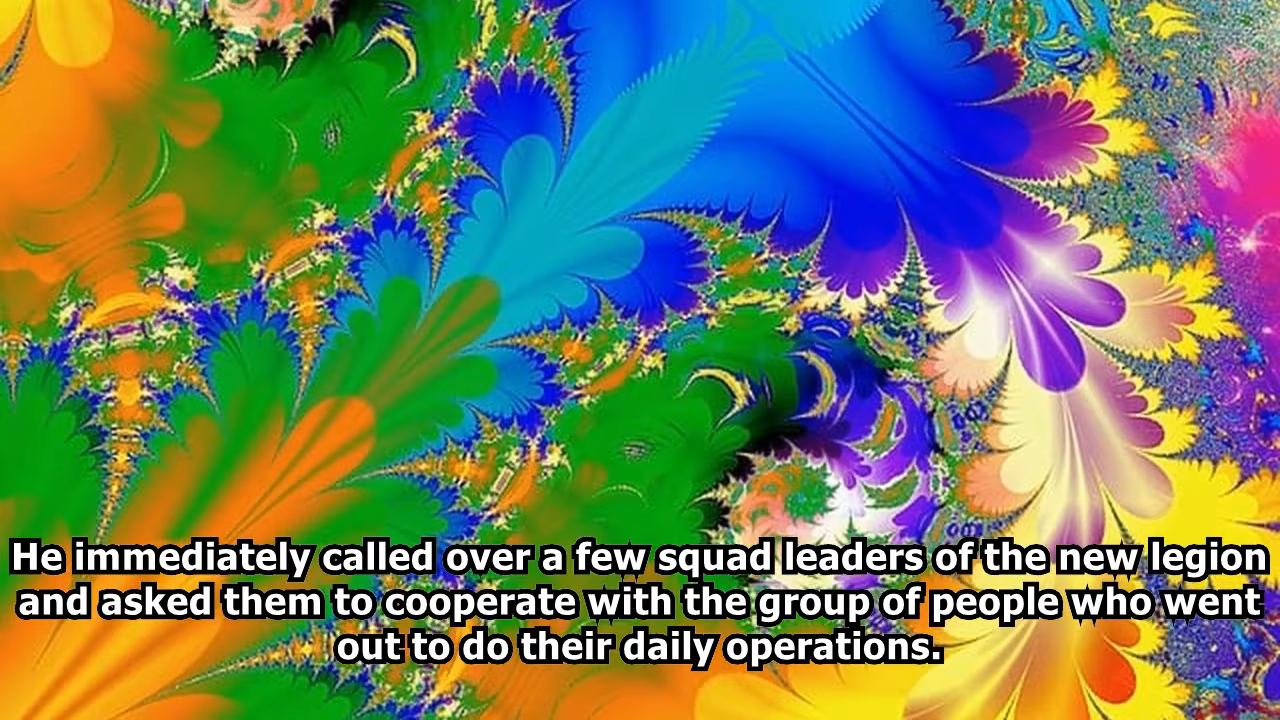 He immediately called over a few squad leaders of the new legion
and asked them to cooperate with the group of people who went
out to do their daily operations.